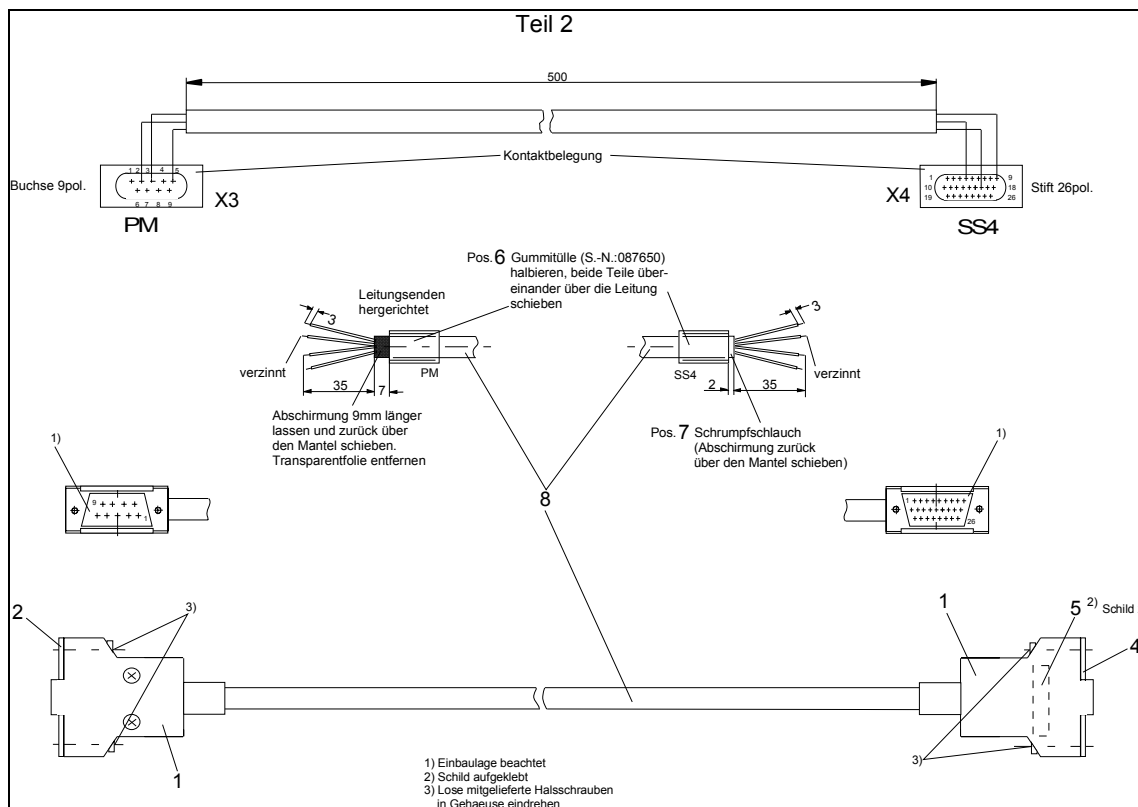 Teil 2
500
Kontaktbelegung
Buchse 9pol.
1 2 3 4 5
6 7 8 9
X3
PM
X4
1 9
10 18
19 26
Stift 26pol.
SS4
Pos. 6 Gummitülle (S.-N.:087650)
halbieren, beide Teile über-
einander über die Leitung
schieben
Leitungsenden
hergerichtet
3
verzinnt
35
7
PM
Abschirmung 9mm länger
lassen und zurück über
den Mantel schieben.
Transparentfolie entfernen
3
verzinnt
SS4
2
35
Pos. 7 Schrumpfschlauch
(Abschirmung zurück
über den Mantel schieben)
1)
9
1
8
1)
1
26
2
3)
1
1
5 2) Schild
4
3)
1) Einbaulage beachtet
2) Schild aufgeklebt
3) Lose mitgelieferte Halsschrauben
in Gehaeuse eindrehen